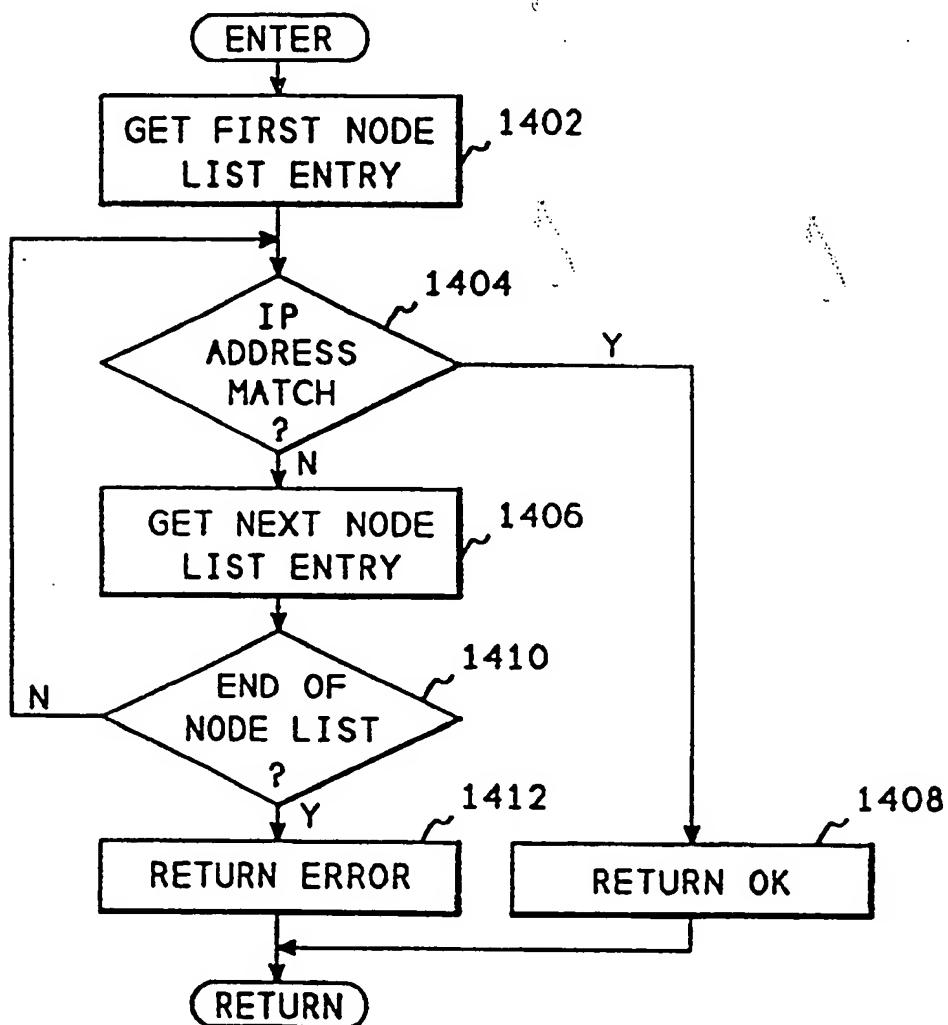 ENTER
GET FIRST NODE
LIST ENTRY
1402
IP
ADDRESS
MATCH
?
1404
Y
N
GET NEXT NODE
LIST ENTRY
1406
END OF
NODE LIST
?
1410
N
Y
RETURN ERROR
1412
RETURN OK
1408
RETURN